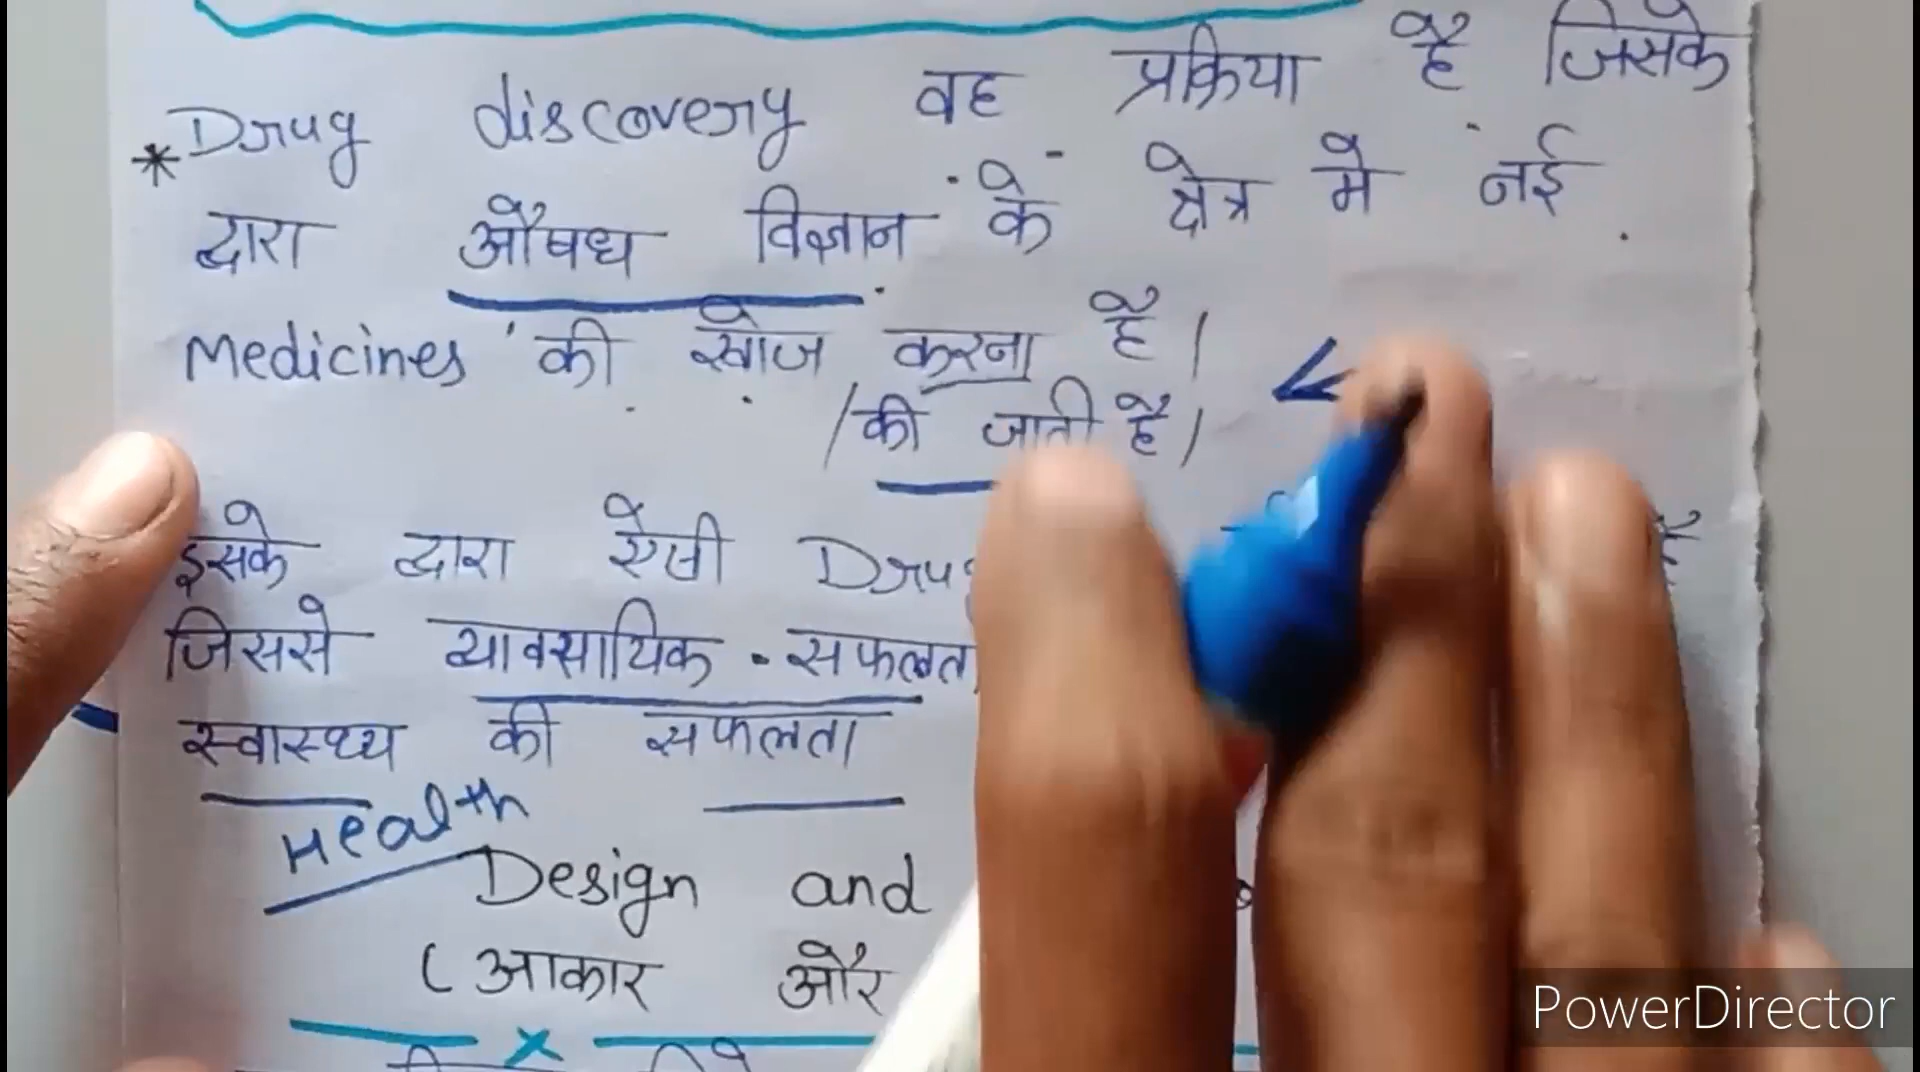 * Drug discovery वह प्रक्रिया है जिसके
द्वारा औषध विज्ञान के क्षेत्र मे नई
Medicines की खोज करना है।
/की जाती है/
इसके द्वारा ऐसी है
जिससे व्यावसायिक सफलता
स्वास्थ्य की सफलता
Health
Design and
(आकार और
PowerDirector